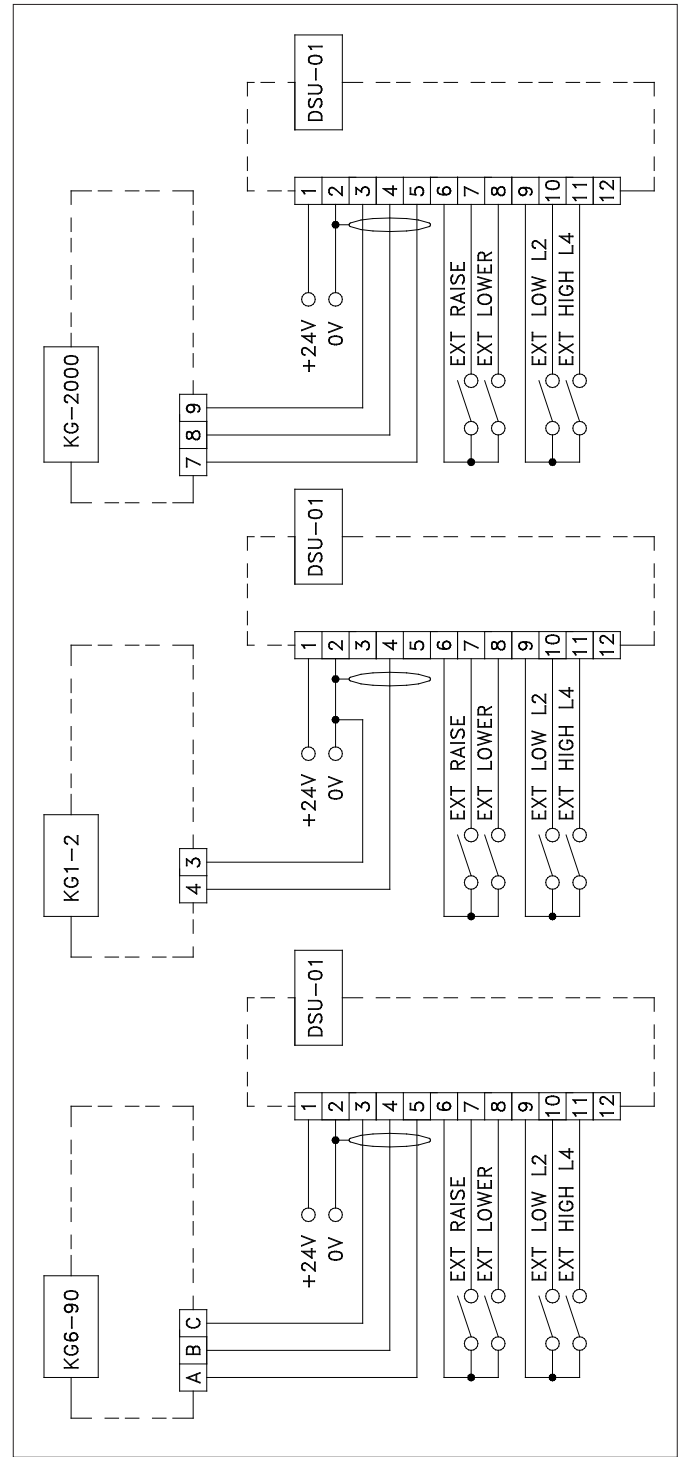 KG6-90
A B C
DSU-01
1 2 3 4 5 6 7 8 9 10 11 12
+24V
0V
EXT RAISE
EXT LOWER
EXT LOW L2
EXT HIGH L4
KG1-2
4 3
DSU-01
1 2 3 4 5 6 7 8 9 10 11 12
+24V
0V
EXT RAISE
EXT LOWER
EXT LOW L2
EXT HIGH L4
KG-2000
7 8 9
DSU-01
1 2 3 4 5 6 7 8 9 10 11 12
+24V
0V
EXT RAISE
EXT LOWER
EXT LOW L2
EXT HIGH L4